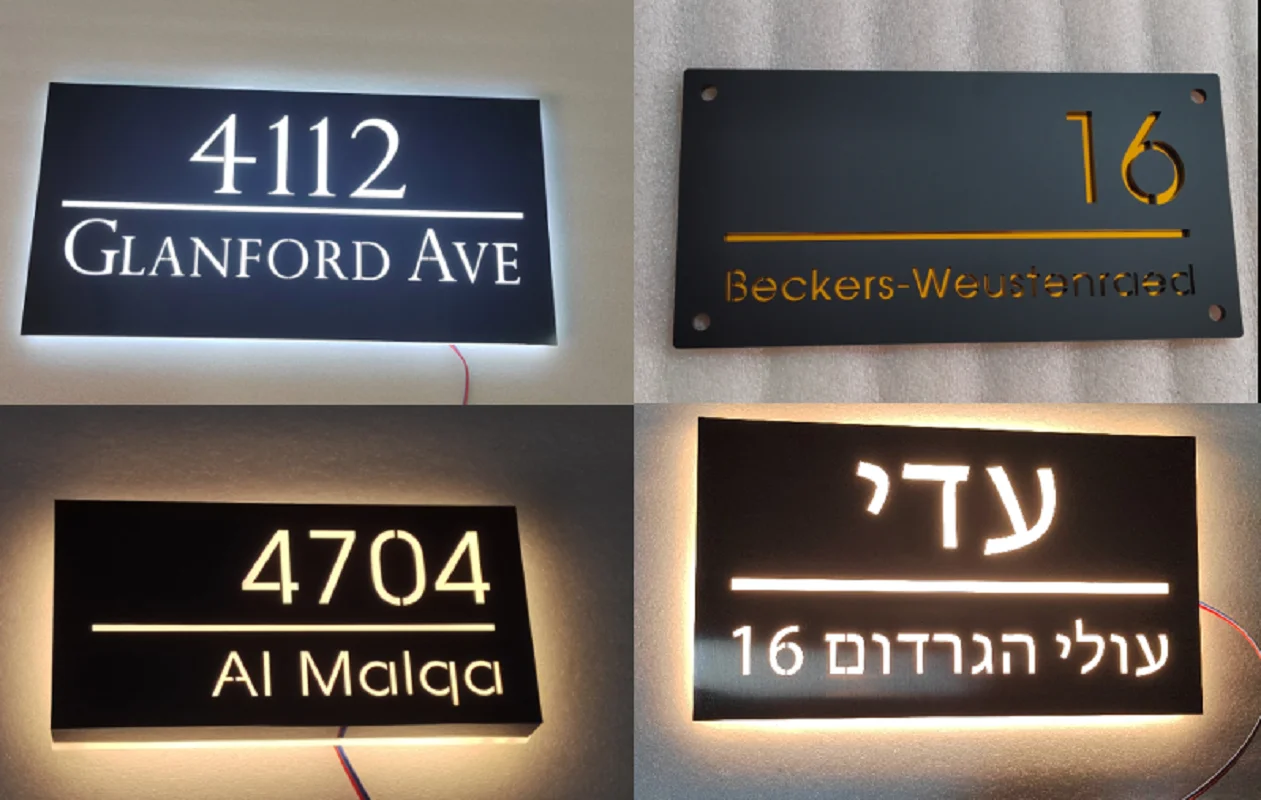 4112
GLANFORD AVE
16
Beckers-Weustenraed
4704
Al Malqa
עדי
עולי הגרדום 16